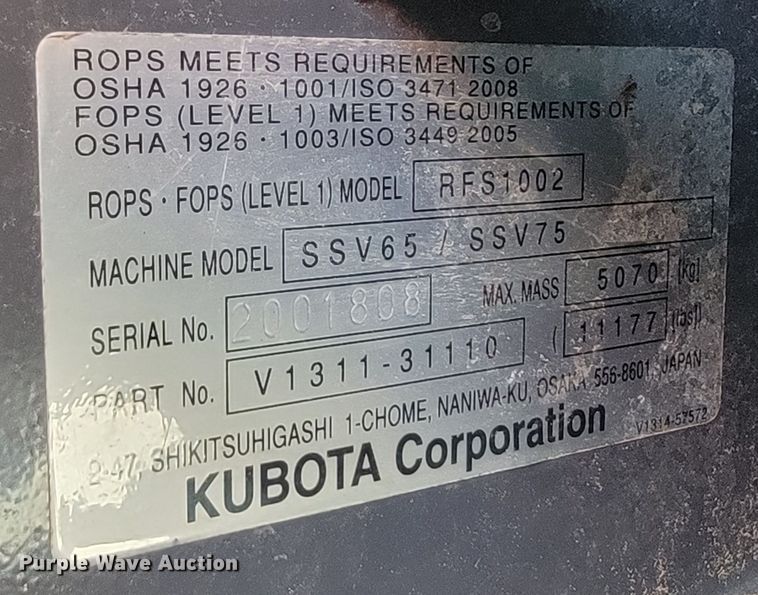 ROPS MEETS REQUIREMENTS OF
OSHA 1926 · 1001/ISO 3471 2008
FOPS (LEVEL 1) MEETS REQUIREMENTS OF
OSHA 1926 · 1003/ISO 3449 2005
ROPS · FOPS (LEVEL 1) MODEL RFS1002
MACHINE MODEL SSV65 / SSV75
SERIAL No. 2001808 MAX. MASS 5070 [kg]
PART No. V1311-31110 (11177 [lbs])
2-47, SHIKITSUHIGASHI 1-CHOME, NANIWA-KU, OSAKA 556-8601, JAPAN
KUBOTA Corporation V1314-57572
Purple Wave Auction